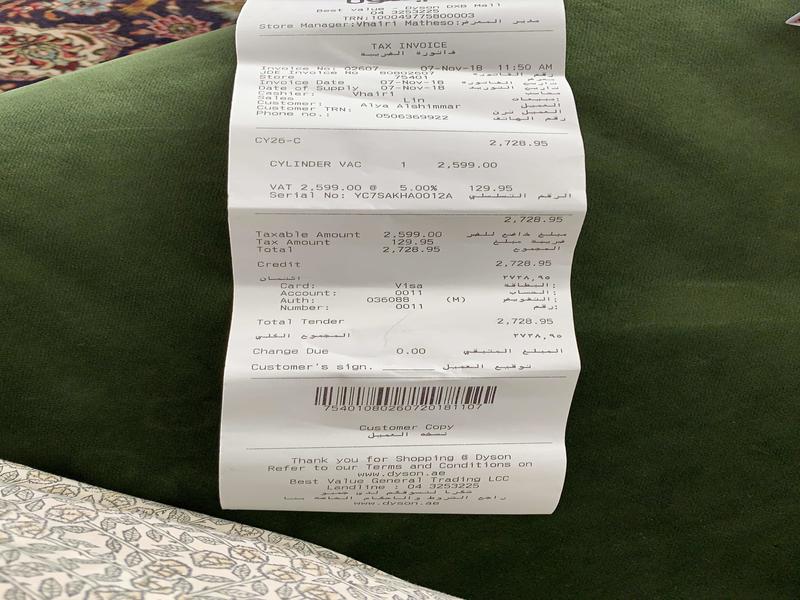 Best value - Dyson DXB Mall
04 3253225
TRN:100049775800003
Store Manager:Vhairi Matheso: مدير المعرض
TAX INVOICE
فاتورة الضريبة
Invoice No: 02607 07-Nov-18 11:50 AM
JDE Invoice No 80602607 رقم الفاتورة
Store 75401
Invoice Date 07-Nov-18 تاريخ الفاتورة
Date of Supply 07-Nov-18 تاريخ التوريد
Cashier: Vhairi
Sales Lin مبيعات:
Customer: Alya Alshimmar العميل:
Customer TRN: العميل ترن:
Phone no.: 0506369922 رقم الهاتف:
CY26-C 2,728.95
CYLINDER VAC 1 2,599.00
VAT 2,599.00 @ 5.00% 129.95
Serial No: YC7SAKHA0012A الرقم التسلسلي
2,728.95
Taxable Amount 2,599.00 مبلغ خاضع للضر
Tax Amount 129.95 ضريبة مبلغ
Total 2,728.95 المجموع
Credit 2,728.95
ائتمان ٢٧٢٨,٩٥
Card: Visa البطاقة:
Account: 0011 الحساب:
Auth: 036088 (M) التفويض:
Number: 0011 رقم:
Total Tender 2,728.95
المجموع الكلي ٢٧٢٨,٩٥
Change Due 0.00 المبلغ المتبقي
Customer's sign. ________ توقيع العميل
75401080260720181107
Customer Copy
نسخة العميل
Thank you for Shopping @ Dyson
Refer to our Terms and Conditions on
www.dyson.ae
Best Value General Trading LCC
Landline : 04 3253225
شكرا لتسوقكم لدى
راجع الشروط والأحكام الخاصة بنا
www.dyson.ae